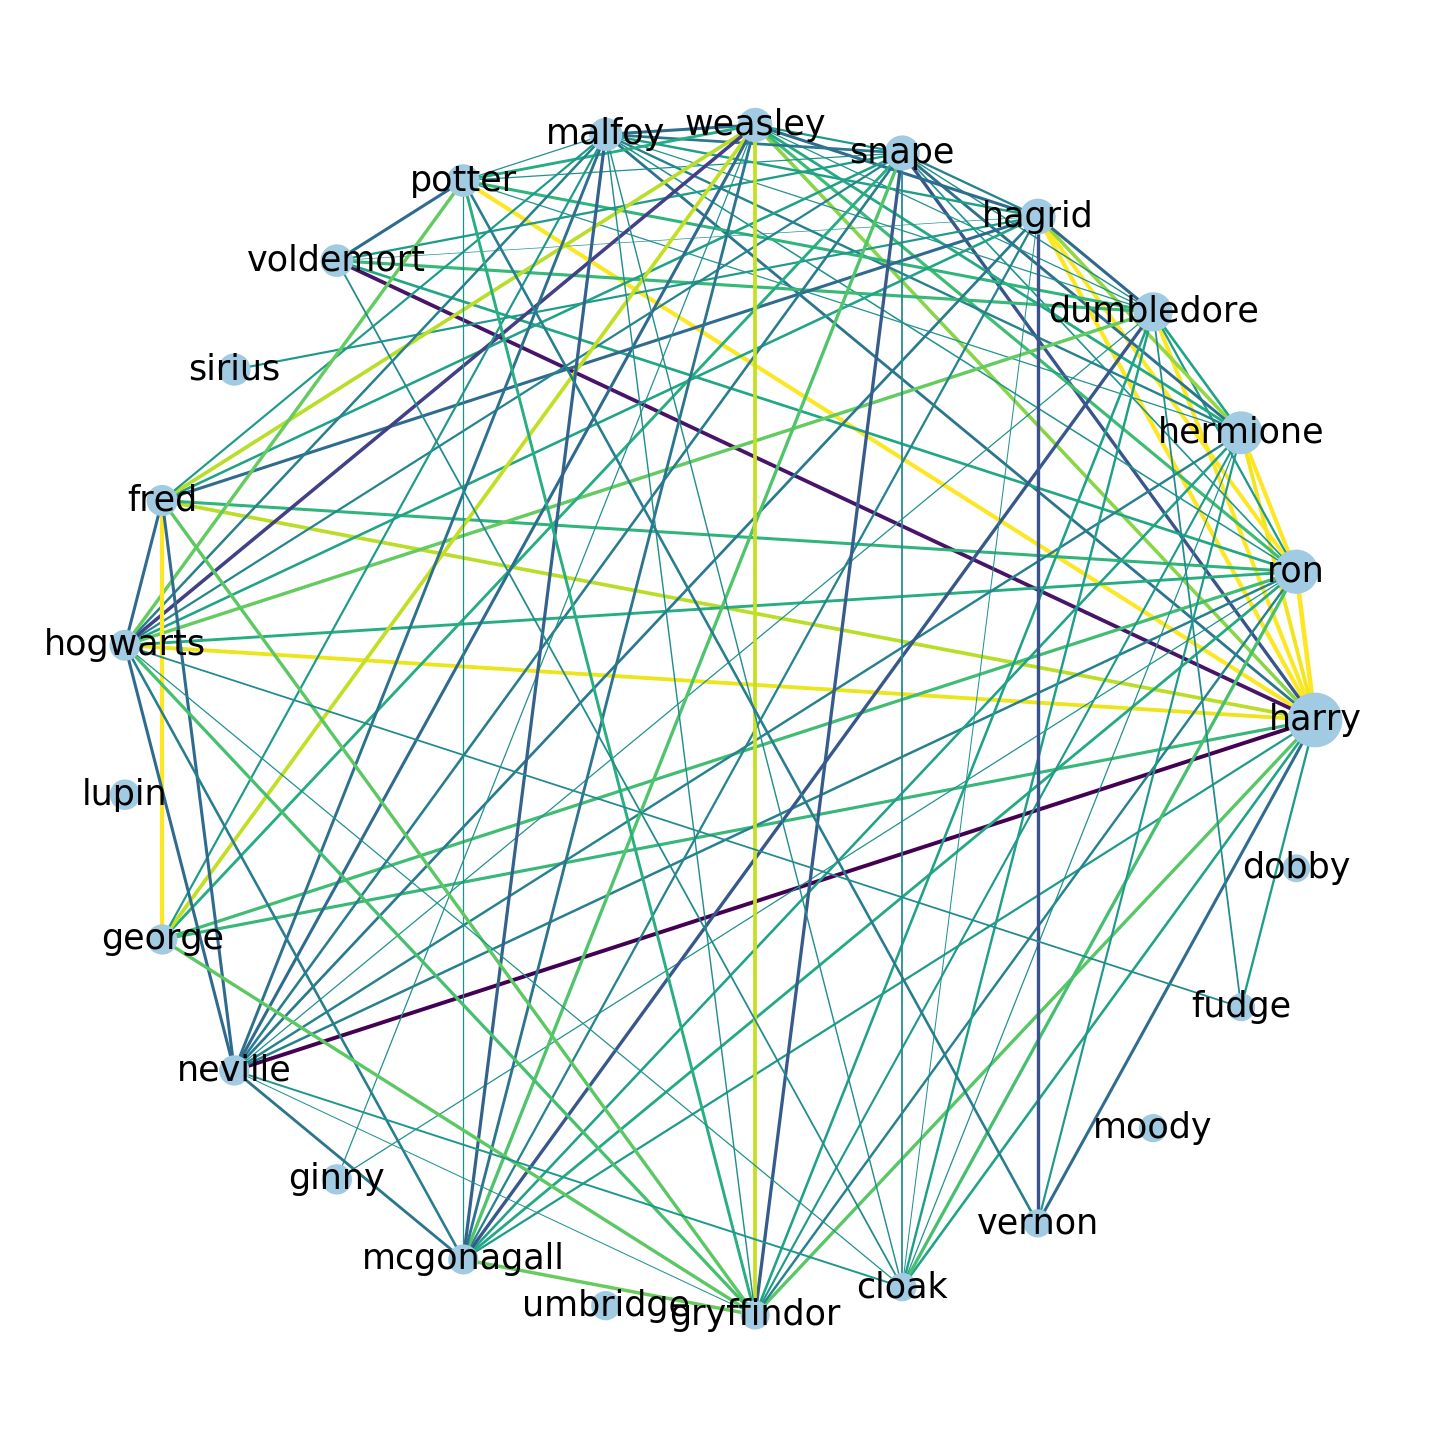 weasley
malfoy
snape
potter
hagrid
voldemort
dumbledore
sirius
hermione
fred
ron
hogwarts
harry
lupin
dobby
george
fudge
neville
moody
ginny
vernon
mcgonagall
cloak
umbridge
gryffindor